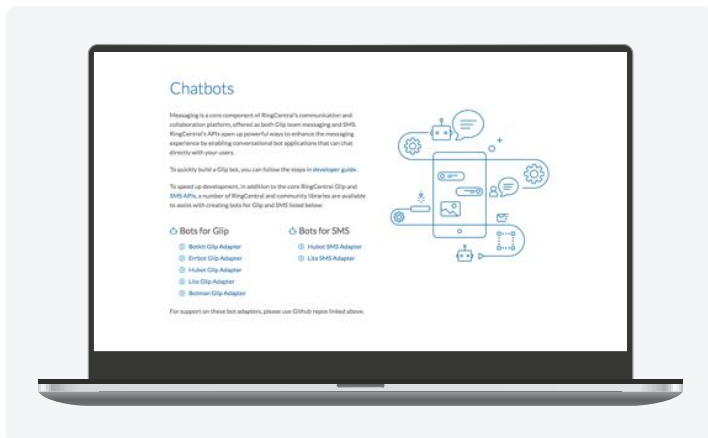 Chatbots
Messaging is a core component of RingCentral's communication and
collaboration platform, offered as both Glip team messaging and SMS.
RingCentral's APIs open up powerful ways to enhance the messaging
experience by enabling conversational bot applications that can chat
directly with your users.
To quickly build a Glip bot, you can follow the steps in developer guide.
To speed up development, in addition to the core RingCentral Glip and
SMS APIs, a number of RingCentral and community libraries are available
to assist with creating bots for Glip and SMS listed below:
Bots for Glip
Botkit Glip Adapter
Errbot Glip Adapter
Hubot Glip Adapter
Lita Glip Adapter
Botman Glip Adapter
Bots for SMS
Hubot SMS Adapter
Lita SMS Adapter
For support on these bot adapters, please use Github repos linked above.